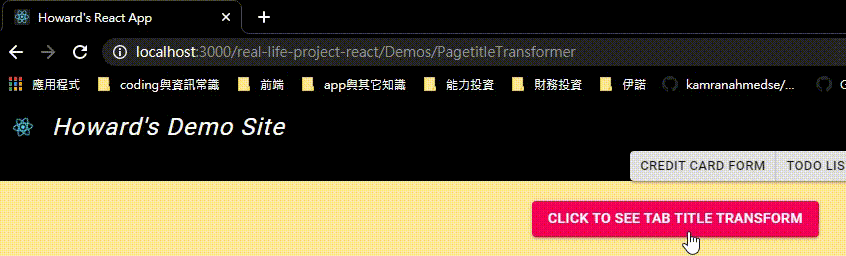 Howard's React App
localhost:3000/real-life-project-react/Demos/PagetitleTransformer
應用程式 coding與資訊常識 前端 app與其它知識 能力投資 財務投資 伊諾 kamranahmedse/... G
Howard's Demo Site
CREDIT CARD FORM TODO LIS
CLICK TO SEE TAB TITLE TRANSFORM